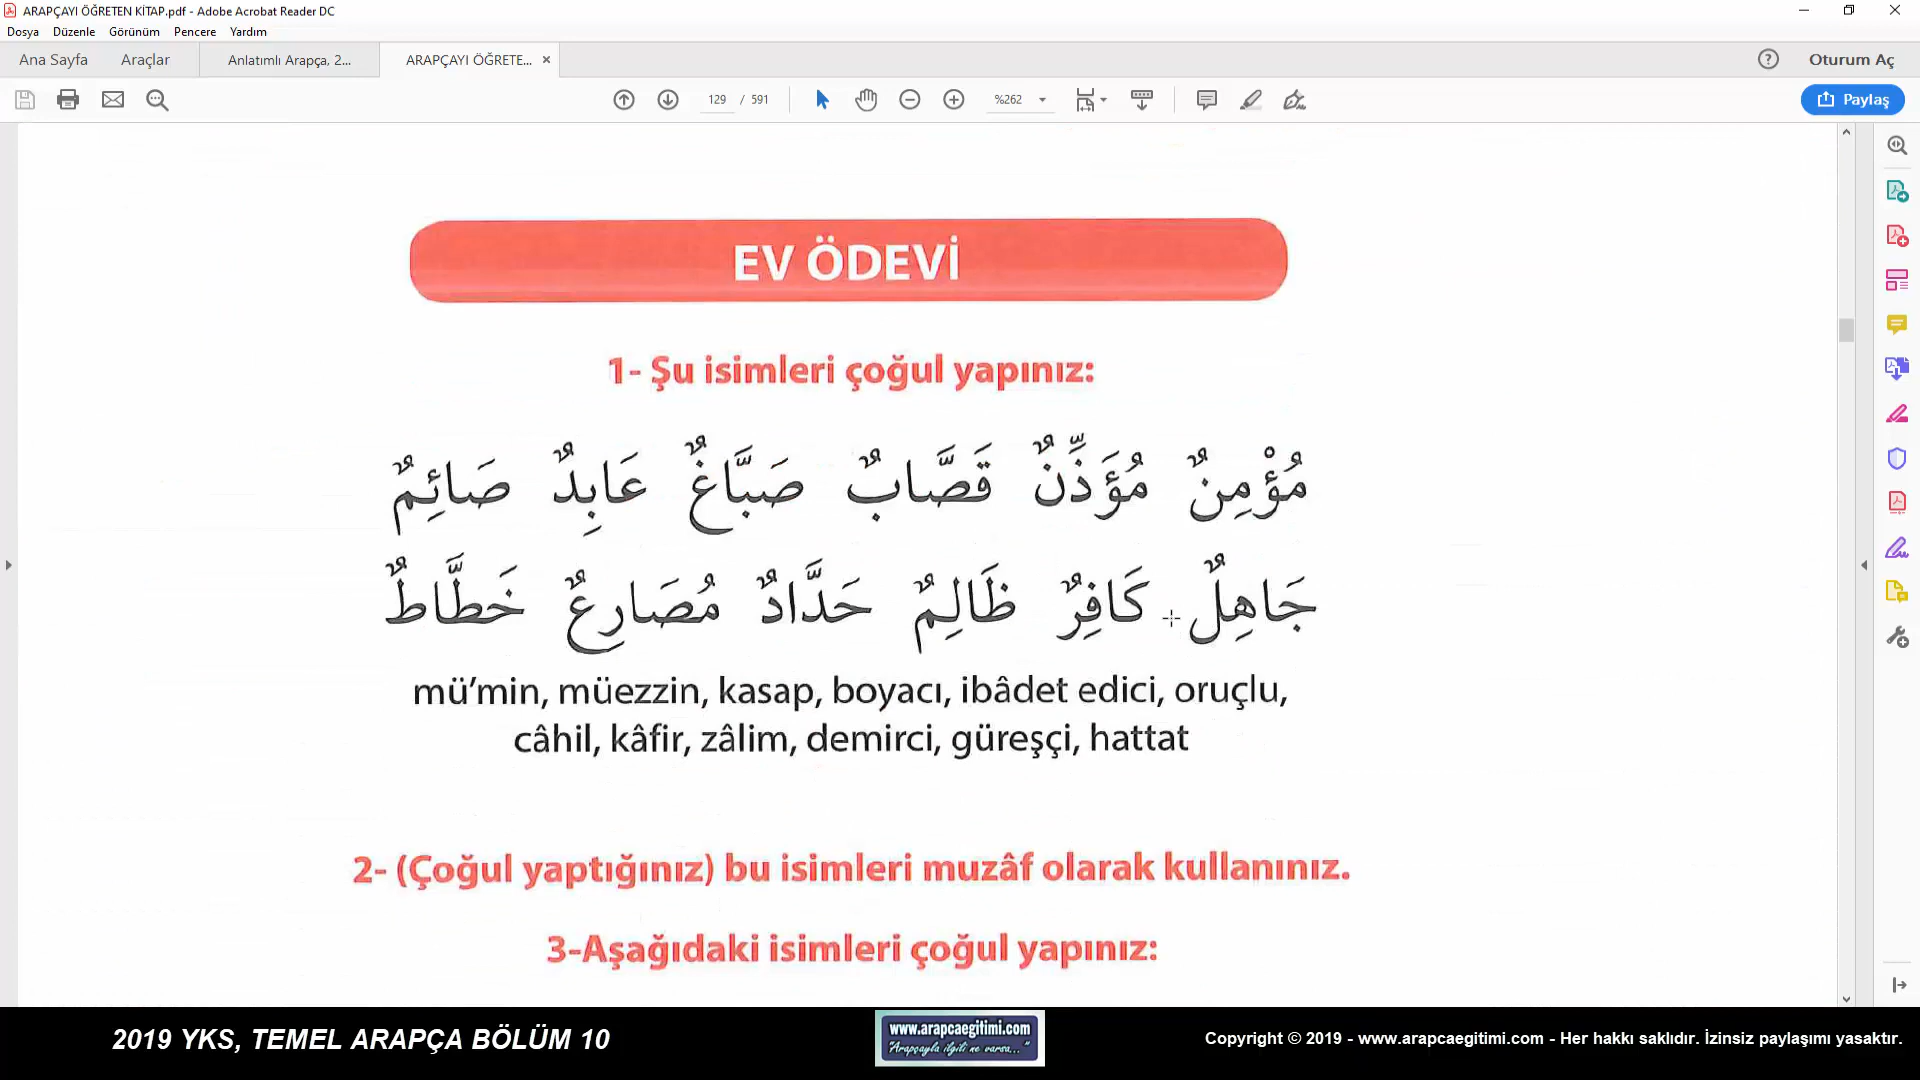 ARAPÇAYI ÖĞRETEN KİTAP.pdf - Adobe Acrobat Reader DC
Dosya Düzenle Görünüm Pencere Yardım
Ana Sayfa Araçlar Anlatımlı Arapça, 2... ARAPÇAYI ÖĞRETE... × Oturum Aç
129 / 591 %262 Paylaş
EV ÖDEVİ
1- Şu isimleri çoğul yapınız:
مُؤْمِنٌ مُؤَذِّنٌ قَصَّابٌ صَبَّاغٌ عَابِدٌ صَائِمٌ
جَاهِلٌ كَافِرٌ ظَالِمٌ حَدَّادٌ مُصَارِعٌ خَطَّاطٌ
mü’min, müezzin, kasap, boyacı, ibâdet edici, oruçlu,
câhil, kâfir, zâlim, demirci, güreşçi, hattat
2- (Çoğul yaptığınız) bu isimleri muzâf olarak kullanınız.
3-Aşağıdaki isimleri çoğul yapınız:
2019 YKS, TEMEL ARAPÇA BÖLÜM 10
www.arapcaegitimi.com
"Arapçayla ilgili ne varsa..."
Copyright © 2019 - www.arapcaegitimi.com - Her hakkı saklıdır. İzinsiz paylaşımı yasaktır.